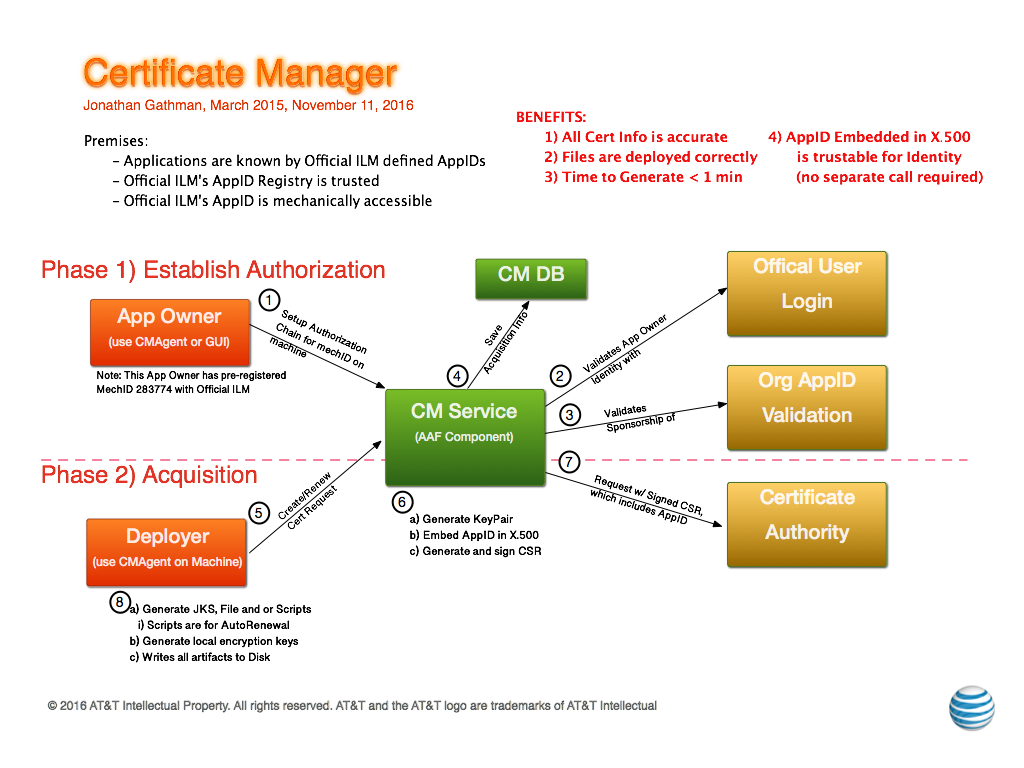 Certificate Manager
Jonathan Gathman, March 2015, November 11, 2016
Premises:
– Applications are known by Official ILM defined AppIDs
– Official ILM's AppID Registry is trusted
– Official ILM's AppID is mechanically accessible
BENEFITS:
1) All Cert Info is accurate
2) Files are deployed correctly
3) Time to Generate < 1 min
4) AppID Embedded in X.500
is trustable for Identity
(no separate call required)
Phase 1) Establish Authorization
App Owner
(use CMAgent or GUI)
Note: This App Owner has pre-registered
MechID 283774 with Official ILM
1
Setup Authorization
Chain for mechID on
machine
CM DB
Save
Acquisition Info
4
CM Service
(AAF Component)
2
Validates App Owner
Identity with
Offical User
Login
3
Validates
Sponsorship of
Org AppID
Validation
Phase 2) Acquisition
5
Create/Renew
Cert Request
Deployer
(use CMAgent on Machine)
6
a) Generate KeyPair
b) Embed AppID in X.500
c) Generate and sign CSR
7
Request w/ Signed CSR,
which includes AppID
Certificate
Authority
8
a) Generate JKS, File and or Scripts
i) Scripts are for AutoRenewal
b) Generate local encryption keys
c) Writes all artifacts to Disk
© 2016 AT&T Intellectual Property. All rights reserved. AT&T and the AT&T logo are trademarks of AT&T Intellectual